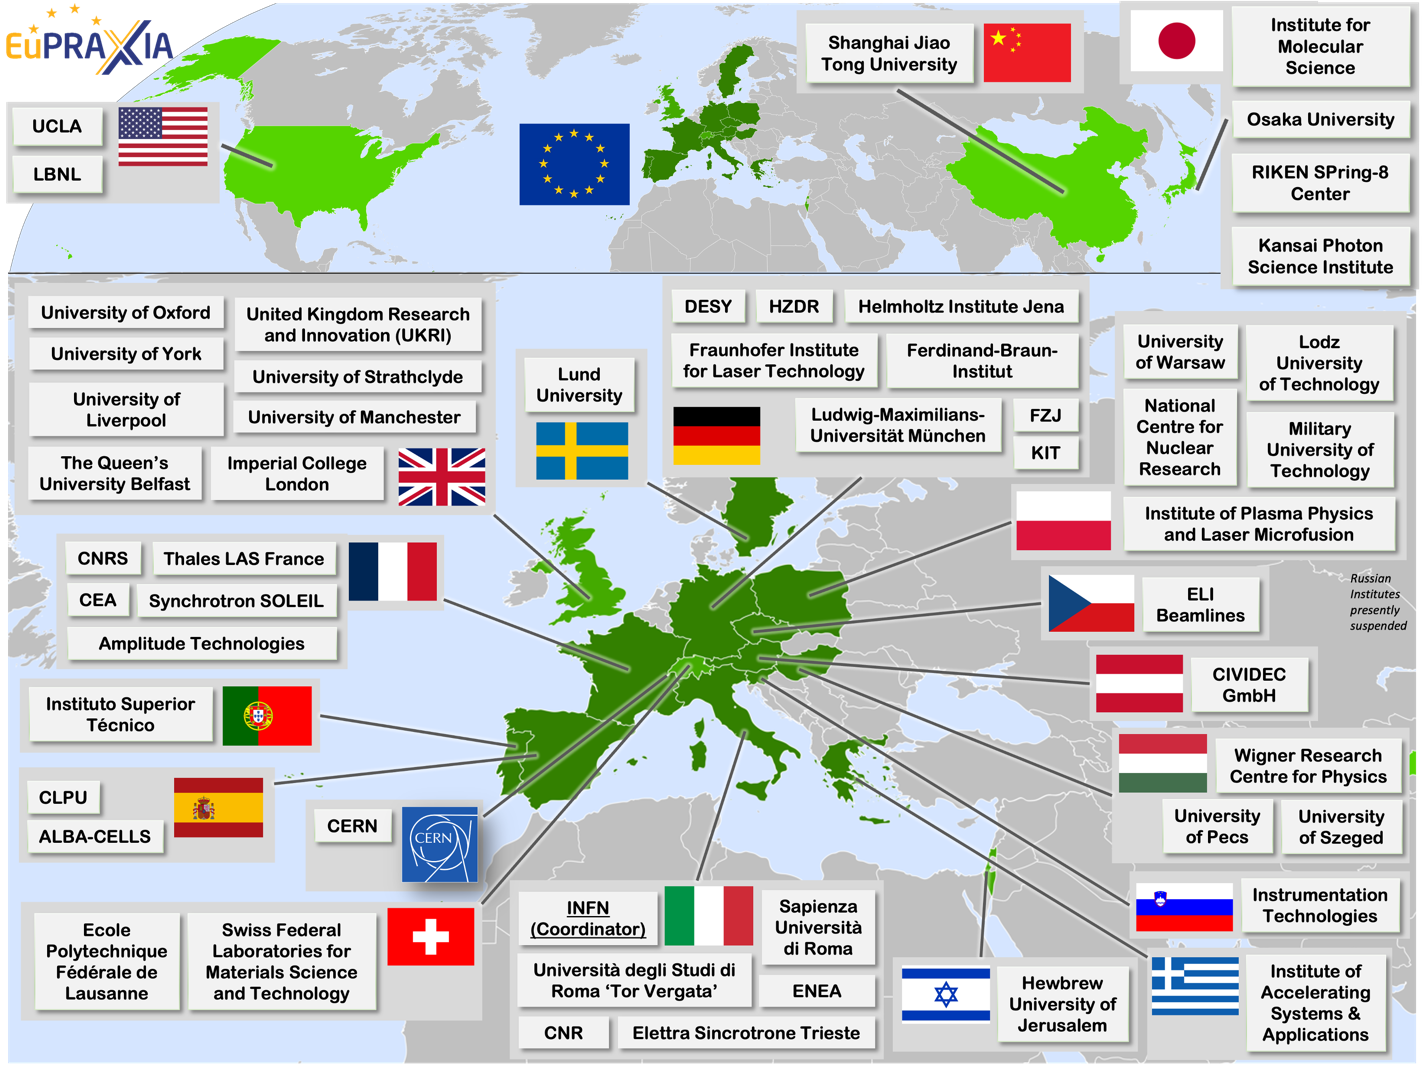 EuPRAXIA
UCLA
LBNL
Shanghai Jiao
Tong University
Institute for
Molecular
Science
Osaka University
RIKEN SPring-8
Center
Kansai Photon
Science Institute
University of Oxford
University of York
University of
Liverpool
The Queen's
University Belfast
United Kingdom Research
and Innovation (UKRI)
University of Strathclyde
University of Manchester
Imperial College
London
Lund
University
DESY
HZDR
Helmholtz Institute Jena
Fraunhofer Institute
for Laser Technology
Ferdinand-Braun-
Institut
Ludwig-Maximilians-
Universität München
FZJ
KIT
University
of Warsaw
Lodz
University
of Technology
National
Centre for
Nuclear
Research
Military
University of
Technology
Institute of Plasma Physics
and Laser Microfusion
CNRS
Thales LAS France
CEA
Synchrotron SOLEIL
Amplitude Technologies
ELI
Beamlines
Russian
Institutes
presently
suspended
CIVIDEC
GmbH
Instituto Superior
Técnico
Wigner Research
Centre for Physics
University
of Pecs
University
of Szeged
CLPU
ALBA-CELLS
CERN
CERN
Instrumentation
Technologies
Ecole
Polytechnique
Fédérale de
Lausanne
Swiss Federal
Laboratories for
Materials Science
and Technology
INFN
(Coordinator)
Sapienza
Università
di Roma
Università degli Studi di
Roma ‘Tor Vergata’
ENEA
CNR
Elettra Sincrotrone Trieste
Hewbrew
University of
Jerusalem
Institute of
Accelerating
Systems &
Applications